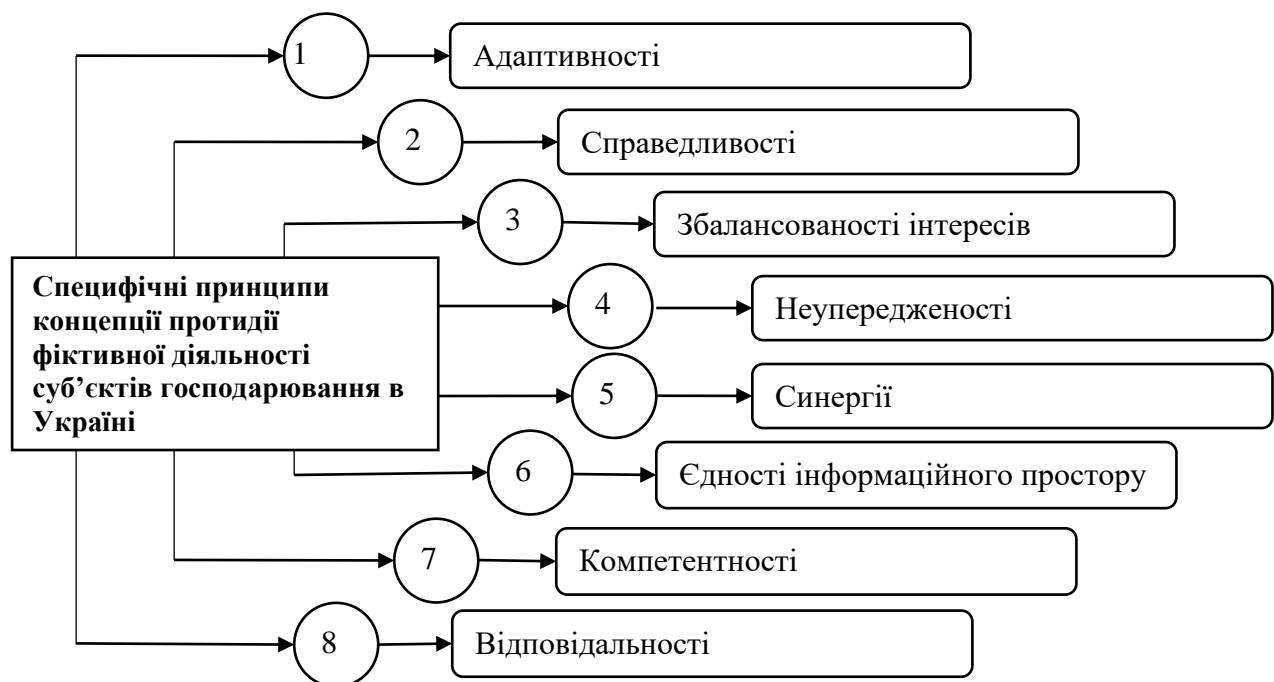 1
Адаптивності
2
Справедливості
3
Збалансованості інтересів
Специфічні принципи
концепції протидії
фіктивної діяльності
суб’єктів господарювання в
Україні
4
Неупередженості
5
Синергії
6
Єдності інформаційного простору
7
Компетентності
8
Відповідальності